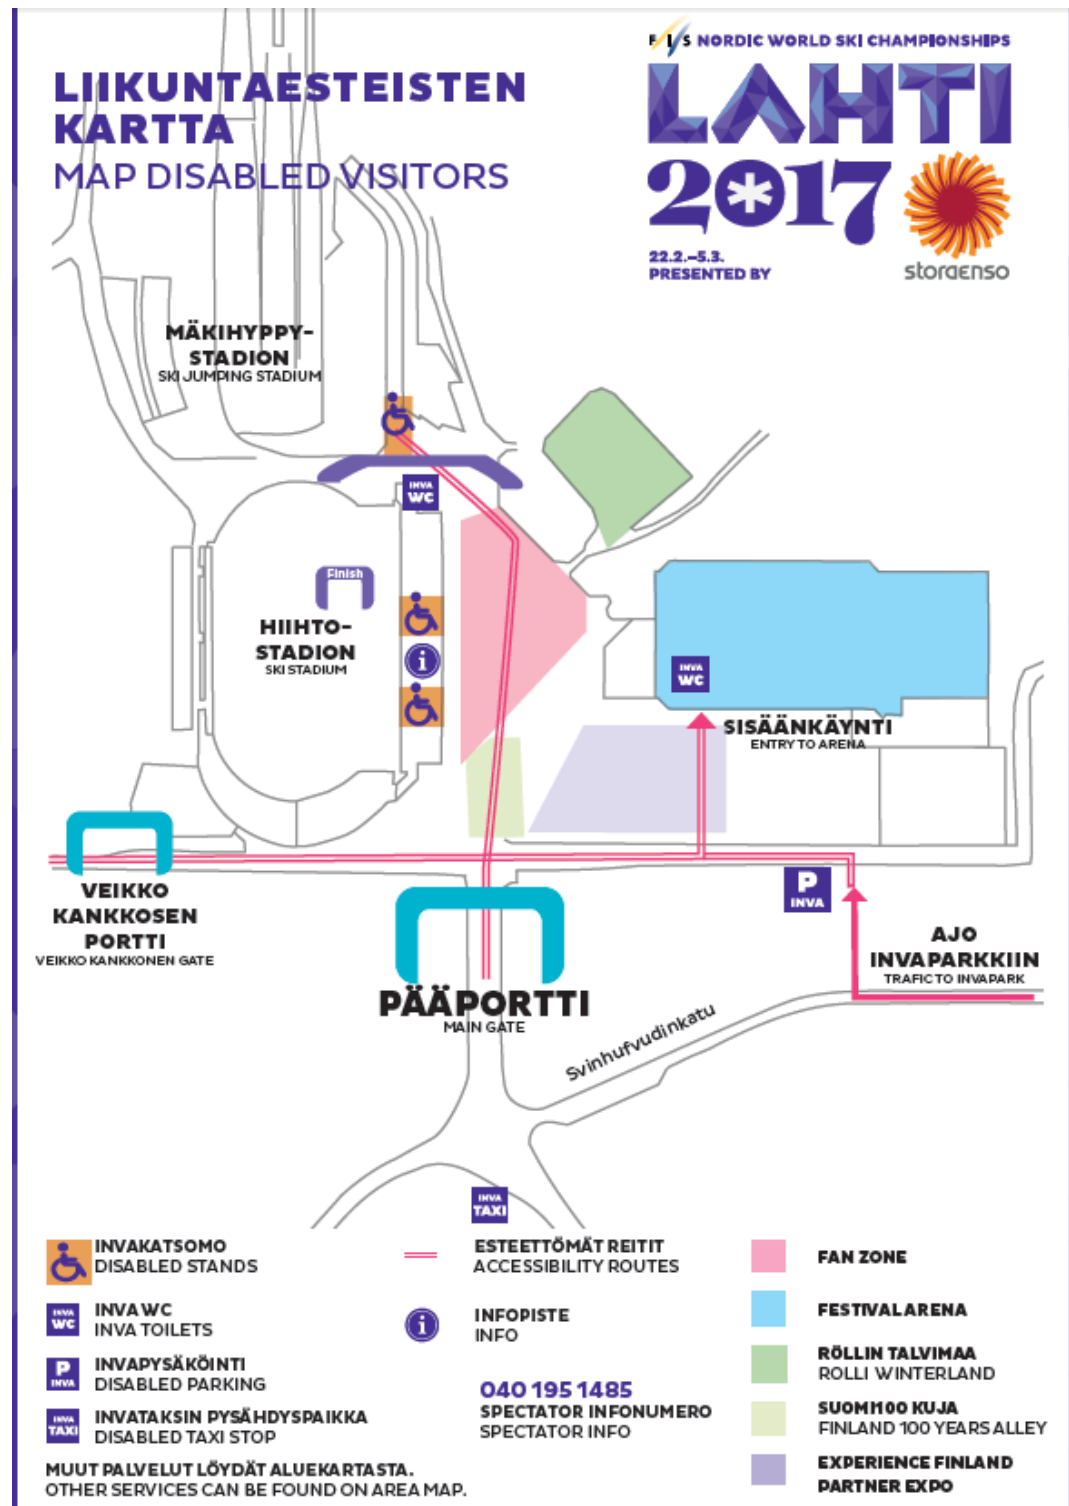 LIIKUNTAESTEISTEN
KARTTA
MAP DISABLED VISITORS
FIS NORDIC WORLD SKI CHAMPIONSHIPS
LAHTI
2017
22.2.–5.3.
PRESENTED BY
storaenso
MÄKIHYPPY-
STADION
SKI JUMPING STADIUM
INVA
WC
Finish
HIIHTO-
STADION
SKI STADIUM
i
INVA
WC
SISÄÄNKÄYNTI
ENTRY TO ARENA
VEIKKO
KANKKOSEN
PORTTI
VEIKKO KANKKONEN GATE
P
INVA
AJO
INVAPARKKIIN
TRAFIC TO INVAPARK
PÄÄPORTTI
MAIN GATE
Svinhufvudinkatu
INVA
TAXI
INVAKATSOMO
DISABLED STANDS
INVA
WC
INVA WC
INVA TOILETS
P
INVA
INVAPYSÄKÖINTI
DISABLED PARKING
INVA
TAXI
INVATAKSIN PYSÄHDYSPAIKKA
DISABLED TAXI STOP
MUUT PALVELUT LÖYDÄT ALUEKARTASTA.
OTHER SERVICES CAN BE FOUND ON AREA MAP.
ESTEETTÖMÄT REITIT
ACCESSIBILITY ROUTES
i
INFOPISTE
INFO
040 195 1485
SPECTATOR INFONUMERO
SPECTATOR INFO
FAN ZONE
FESTIVAL ARENA
RÖLLIN TALVIMAA
ROLLI WINTERLAND
SUOMI100 KUJA
FINLAND 100 YEARS ALLEY
EXPERIENCE FINLAND
PARTNER EXPO